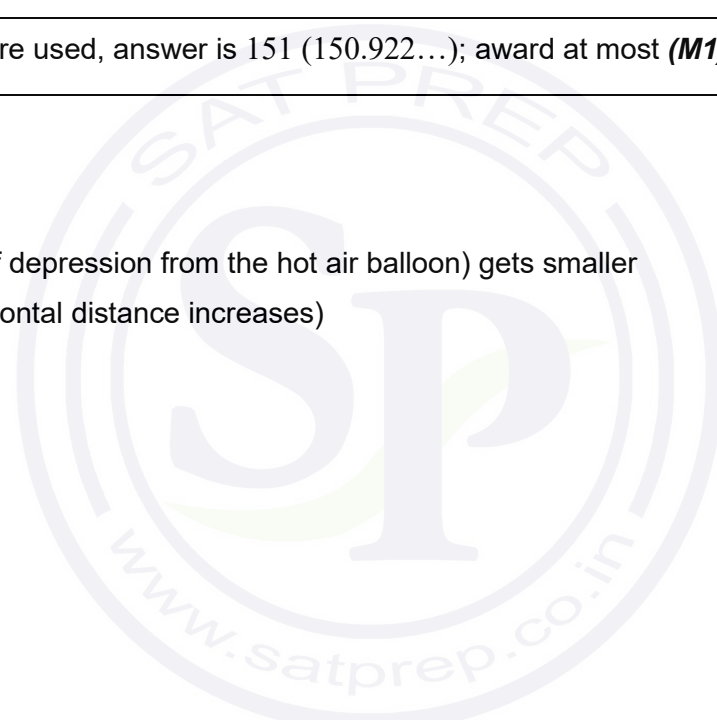 re used, answer is 151 (150.922…); award at most (M1)
depression from the hot air balloon) gets smaller
ontal distance increases)
SAT PREP
SP
www.satprep.co.in